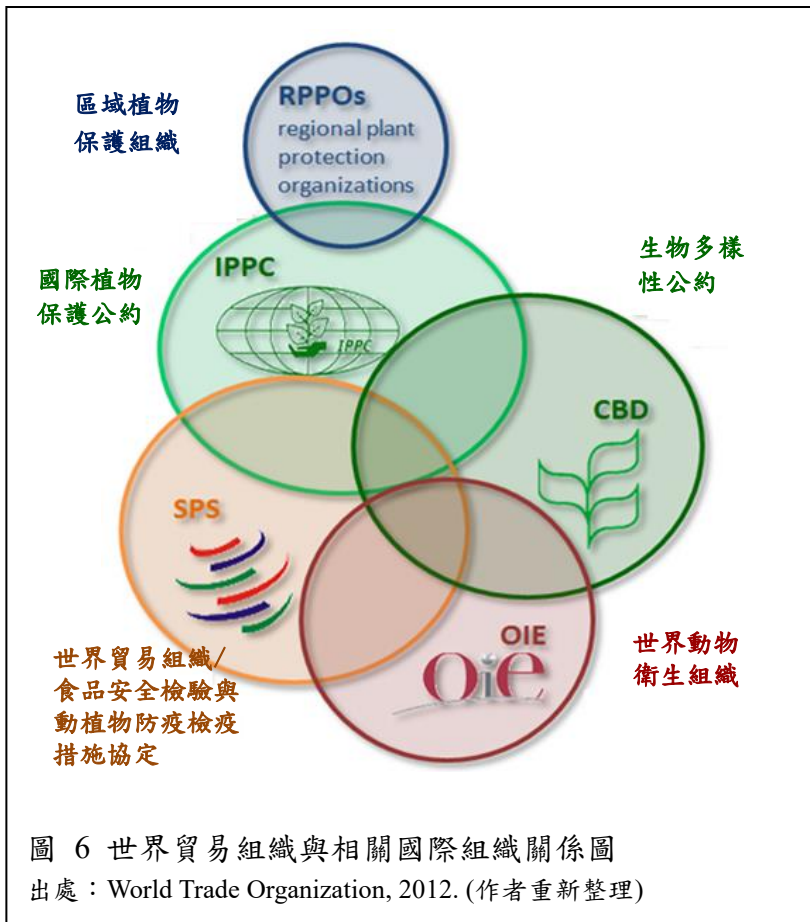 區域植物
保護組織
RPPOs
regional plant
protection
organizations
國際植物
保護公約
IPPC
IPPC
生物多樣
性公約
CBD
SPS
世界貿易組織/
食品安全檢驗與
動植物防疫檢疫
措施協定
OIE
oie
世界動物
衛生組織
圖 6 世界貿易組織與相關國際組織關係圖
出處：World Trade Organization, 2012. (作者重新整理)